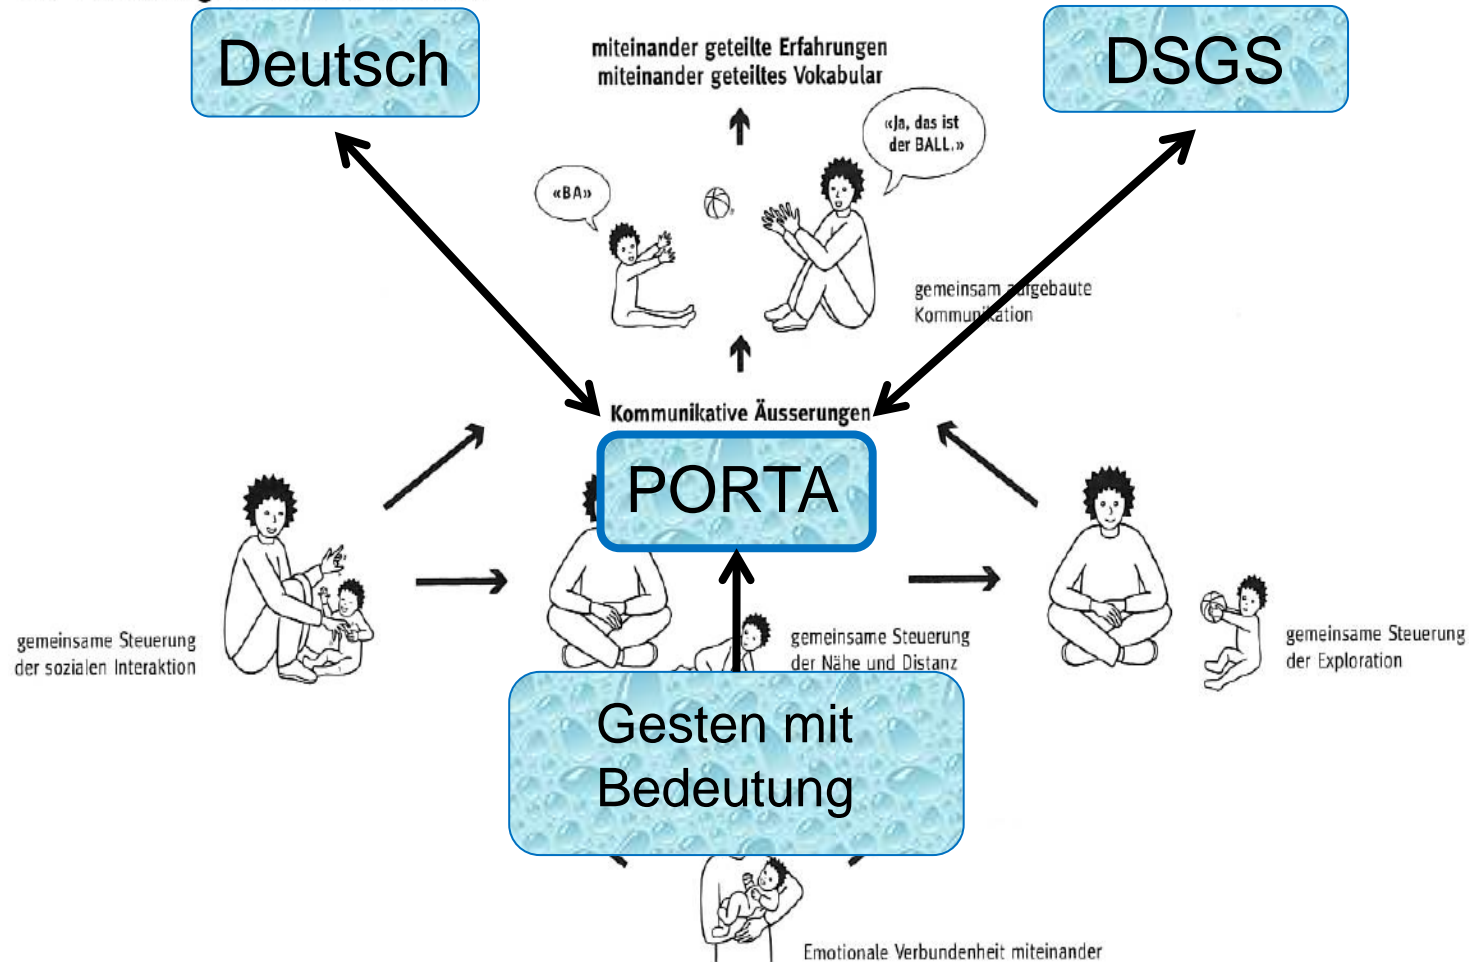 Deutsch
miteinander geteilte Erfahrungen
miteinander geteiltes Vokabular
DSGS
«Ja, das ist
der BALL.»
«BA»
gemeinsam aufgebaute
Kommunikation
Kommunikative Äusserungen
PORTA
gemeinsame Steuerung
der sozialen Interaktion
gemeinsame Steuerung
der Nähe und Distanz
gemeinsame Steuerung
der Exploration
Gesten mit
Bedeutung
Emotionale Verbundenheit miteinander